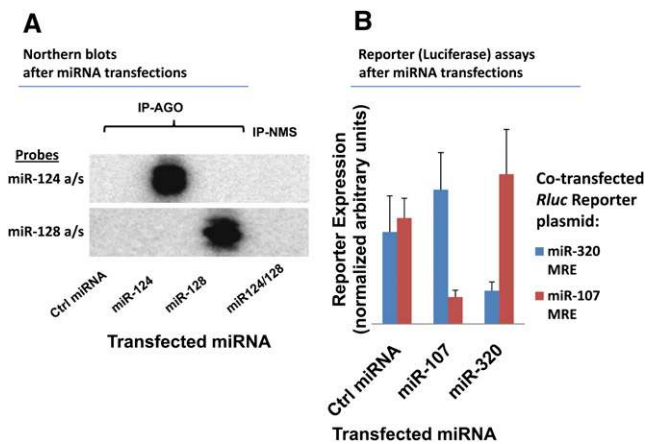 A
Northern blots
after miRNA transfections
IP-AGO
IP-NMS
Probes
miR-124 a/s
miR-128 a/s
Ctrl miRNA
miR-124
miR-128
miR124/128
Transfected miRNA
B
Reporter (Luciferase) assays
after miRNA transfections
Reporter Expression
(normalized arbitrary units)
Co-transfected
Rluc Reporter
plasmid:
miR-320
MRE
miR-107
MRE
Ctrl miRNA
miR-107
miR-320
Transfected miRNA